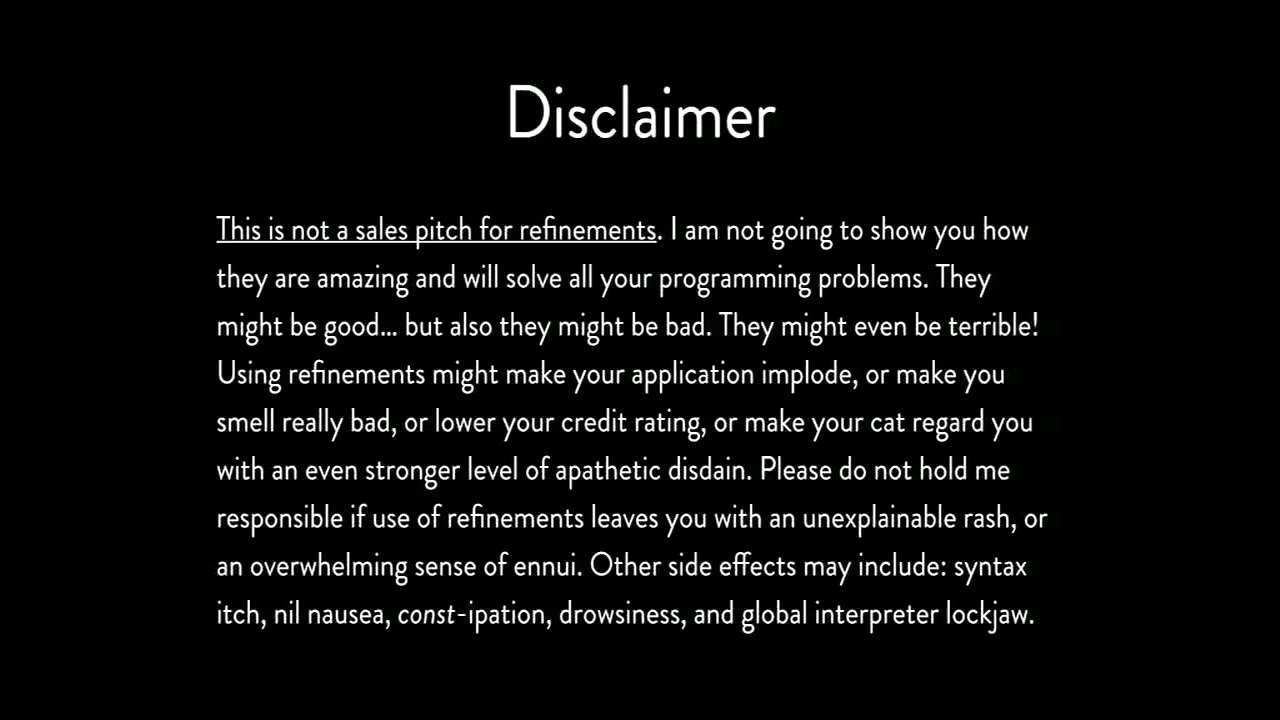 Disclaimer
This is not a sales pitch for refinements. I am not going to show you how
they are amazing and will solve all your programming problems. They
might be good... but also they might be bad. They might even be terrible!
Using refinements might make your application implode, or make you
smell really bad, or lower your credit rating, or make your cat regard you
with an even stronger level of apathetic disdain. Please do not hold me
responsible if use of refinements leaves you with an unexplainable rash, or
an overwhelming sense of ennui. Other side effects may include: syntax
itch, nil nausea, const-ipation, drowsiness, and global interpreter lockjaw.